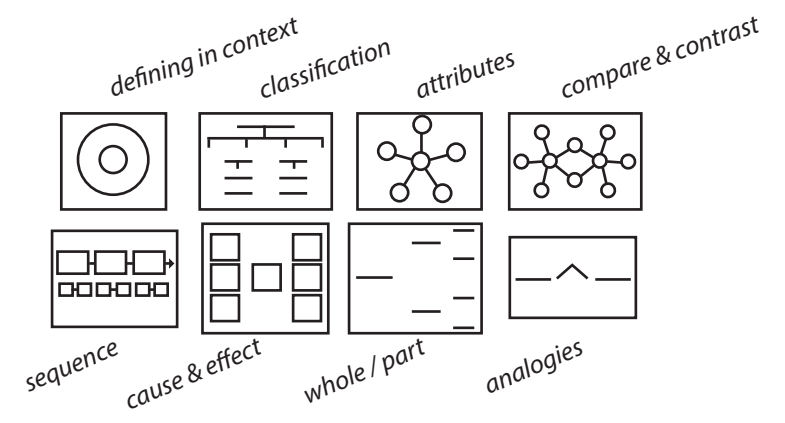 defining in context
classification
attributes
compare & contrast
sequence
cause & effect
whole / part
analogies